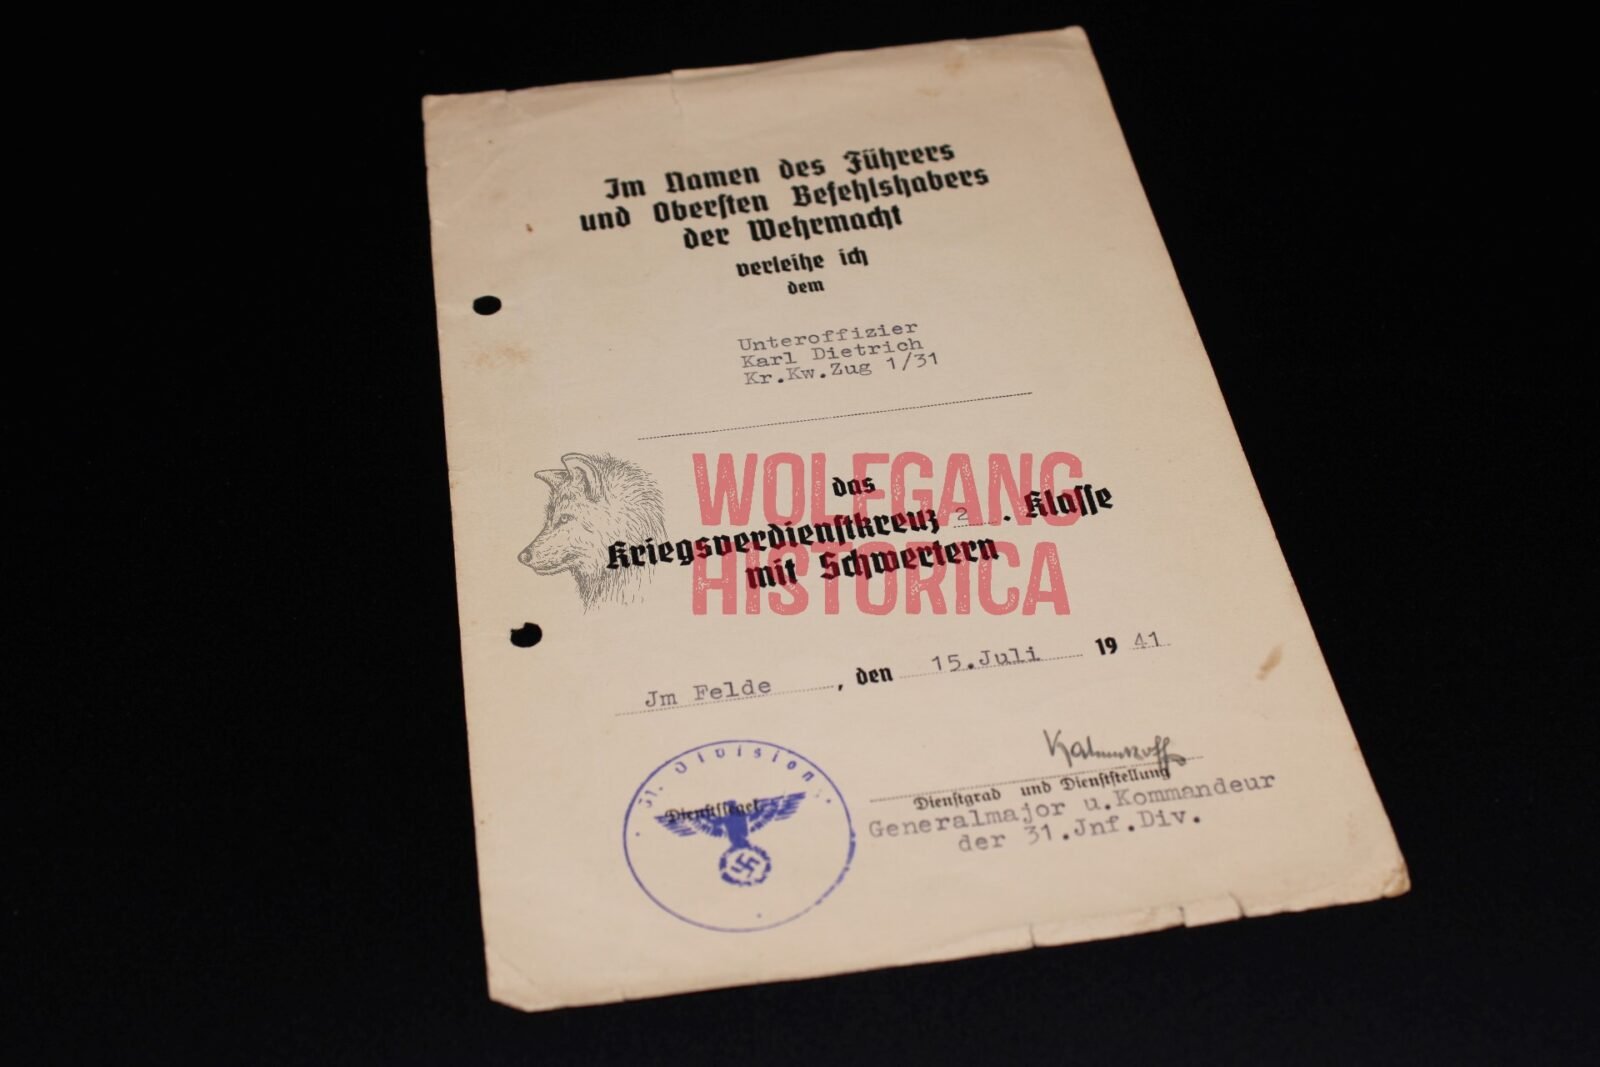 Im Namen des Führers
und Obersten Befehlshabers
der Wehrmacht
verleihe ich
dem
Unteroffizier
Karl Dietrich
Kr.Kw.Zug 1/31
das
Kriegsverdienstkreuz 2 . Klasse
mit Schwertern
WOLFGANG
HISTORICA
Jm Felde , den 15.Juli 19 41
31. Division
Dienstsiegel
Dienstgrad und Dienststellung
Generalmajor u.Kommandeur
der 31.Jnf.Div.